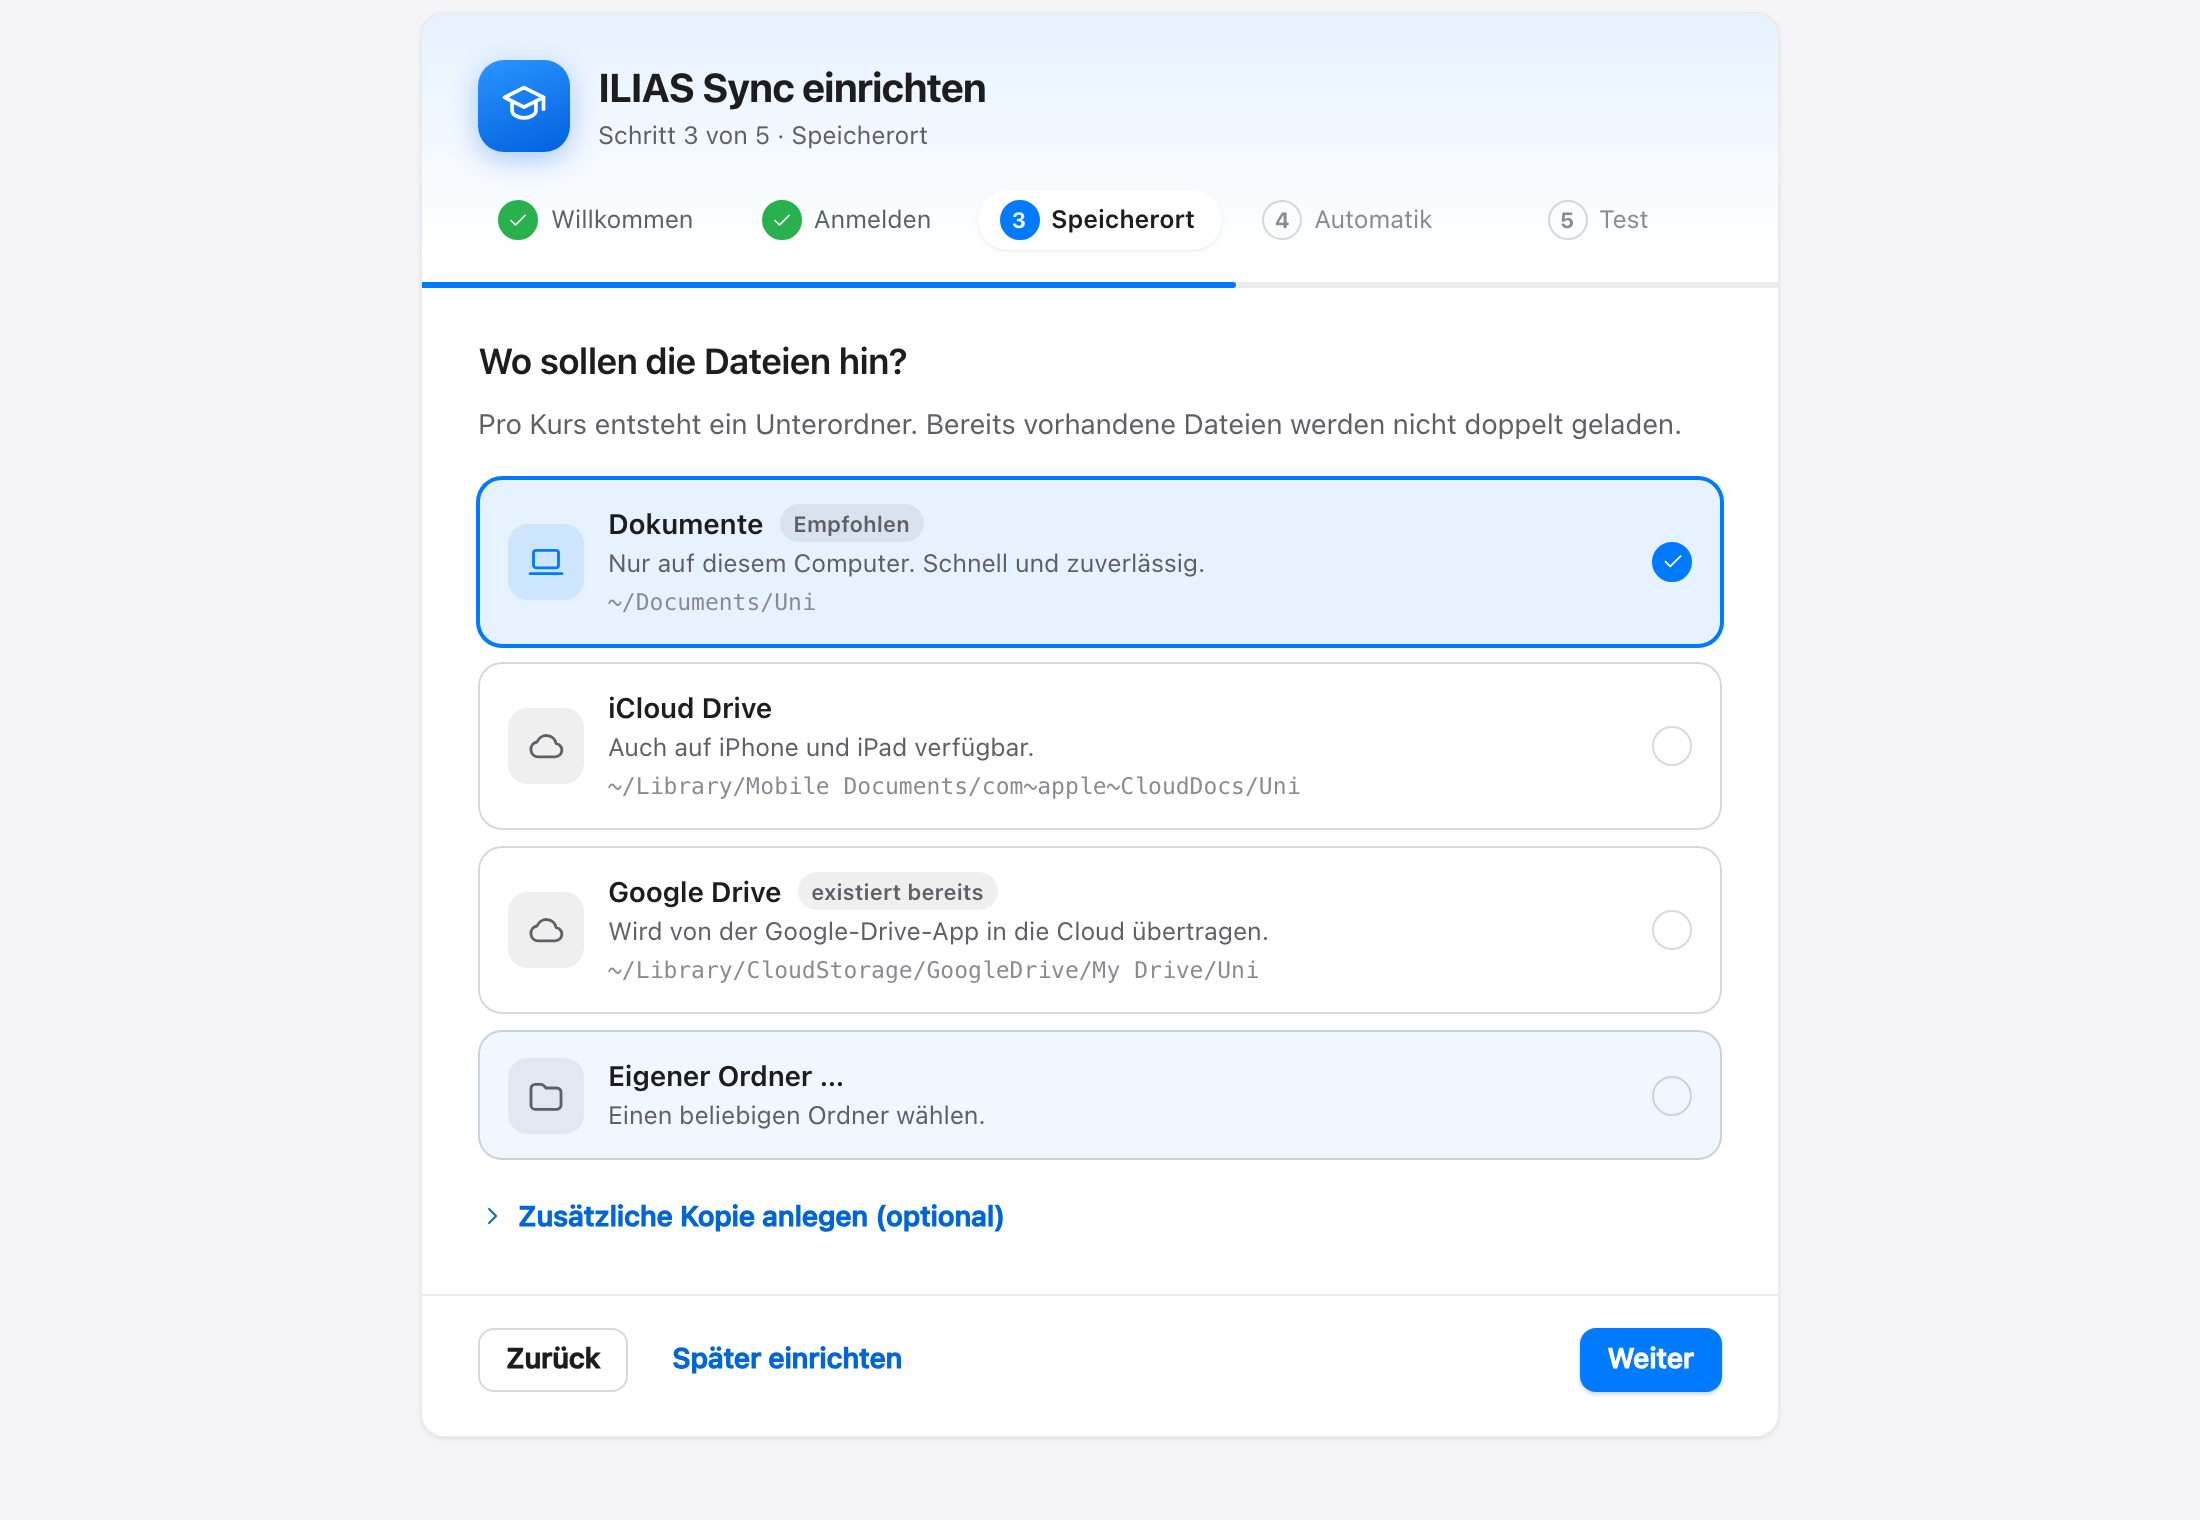 ILIAS Sync einrichten
Schritt 3 von 5 · Speicherort
Willkommen
Anmelden
3 Speicherort
4 Automatik
5 Test
Wo sollen die Dateien hin?
Pro Kurs entsteht ein Unterordner. Bereits vorhandene Dateien werden nicht doppelt geladen.
Dokumente Empfohlen
Nur auf diesem Computer. Schnell und zuverlässig.
~/Documents/Uni
iCloud Drive
Auch auf iPhone und iPad verfügbar.
~/Library/Mobile Documents/com~apple~CloudDocs/Uni
Google Drive existiert bereits
Wird von der Google-Drive-App in die Cloud übertragen.
~/Library/CloudStorage/GoogleDrive/My Drive/Uni
Eigener Ordner ...
Einen beliebigen Ordner wählen.
Zusätzliche Kopie anlegen (optional)
Zurück
Später einrichten
Weiter